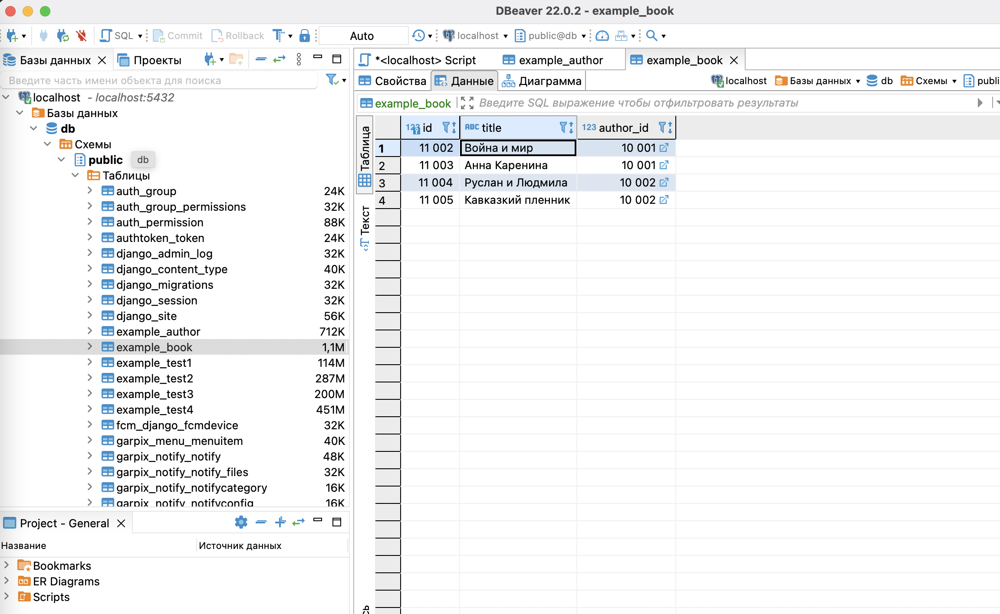 DBeaver 22.0.2 - example_book
SQL Commit Rollback Auto localhost public@db
Базы данных Проекты
*<localhost> Script example_author example_book
Введите часть имени объекта для поиска
Свойства Данные Диаграмма localhost Базы данных db Схемы publi
example_book Введите SQL выражение чтобы отфильтровать результаты
localhost - localhost:5432
Базы данных
db
Схемы
public db
Таблицы
auth_group 24K
auth_group_permissions 32K
auth_permission 88K
authtoken_token 24K
django_admin_log 32K
django_content_type 40K
django_migrations 32K
django_session 32K
django_site 56K
example_author 712K
example_book 1,1M
example_test1 114M
example_test2 287M
example_test3 200M
example_test4 451M
fcm_django_fcmdevice 32K
garpix_menu_menuitem 40K
garpix_notify_notify 48K
garpix_notify_notify_files 32K
garpix_notify_notifycategory 16K
garpix_notify_notifyconfig 16K
Таблица
Текст
123 id ABC title 123 author_id
1 11 002 Война и мир 10 001
2 11 003 Анна Каренина 10 001
3 11 004 Руслан и Людмила 10 002
4 11 005 Кавказкий пленник 10 002
Project - General
Название Источник данных
Bookmarks
ER Diagrams
Scripts